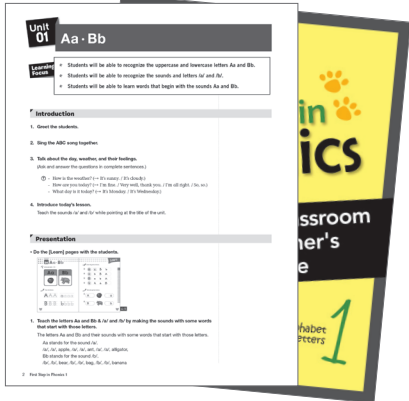 Unit
01
Aa · Bb
Learning
Focus
Students will be able to recognize the uppercase and lowercase letters Aa and Bb.
Students will be able to recognize the sounds and letters /a/ and /b/.
Students will be able to learn words that begin with the sounds Aa and Bb.
Introduction
1. Greet the students.
2. Sing the ABC song together.
3. Talk about the day, weather, and their feelings.
(Ask and answer the questions in complete sentences.)
- How is the weather? (→ It's sunny. / It's cloudy.)
- How are you today? (→ I'm fine. / Very well, thank you. / I'm all right. / So, so.)
- What day is it today? (→ It's Monday. / It's Wednesday.)
4. Introduce today's lesson.
Teach the sounds /a/ and /b/ while pointing at the title of the unit.
Presentation
• Do the [Learn] pages with the students.
Aa · Bb
Aa
Bb
1. Teach the letters Aa and Bb & /a/ and /b/ by making the sounds with some words
that start with those letters.
The letters Aa and Bb and their sounds with some words that start with those letters.
Aa stands for the sound /a/.
/a/, /a/, apple, /a/, /a/, ant, /a/, /a/, alligator,
Bb stands for the sound /b/.
/b/, /b/, bear, /b/, /b/, bag, /b/, /b/, banana
2 First Step in Phonics 1
in
ics
ssroom
her's
e
phabet
etters
1